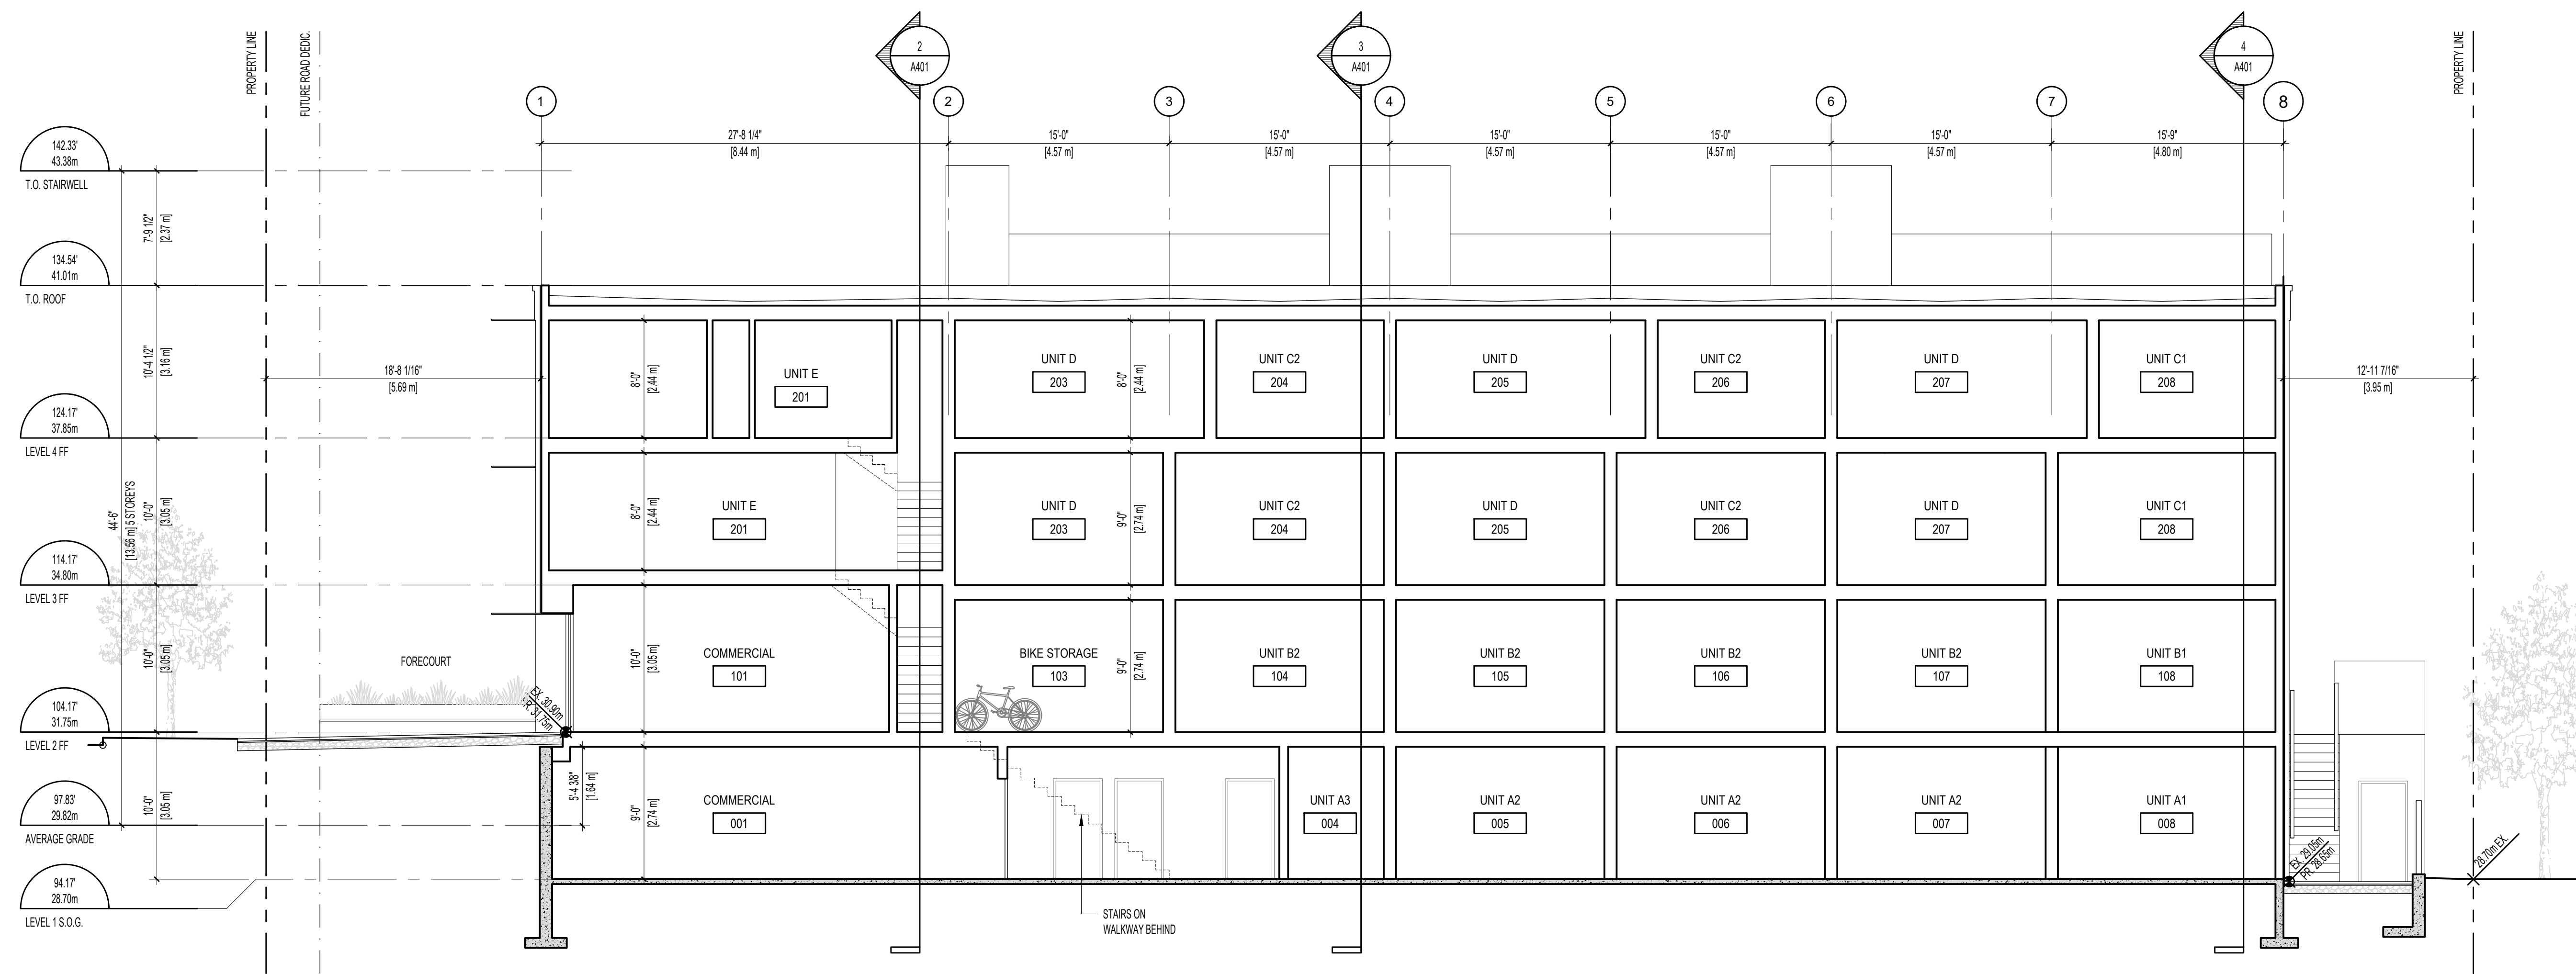 PROPERTY LINE
FUTURE ROAD DEDIC.
2
A401
3
A401
4
A401
PROPERTY LINE
1
2
3
4
5
6
7
8
27'-8 1/4"
[8.44 m]
15'-0"
[4.57 m]
15'-0"
[4.57 m]
15'-0"
[4.57 m]
15'-0"
[4.57 m]
15'-0"
[4.57 m]
15'-9"
[4.80 m]
142.33'
43.38m
T.O. STAIRWELL
7'-9 1/2"
[2.37 m]
134.54'
41.01m
T.O. ROOF
10'-4 1/2"
[3.16 m]
18'-8 1/16"
[5.69 m]
8'-0"
[2.44 m]
UNIT E
201
UNIT D
203
8'-0"
[2.44 m]
UNIT C2
204
UNIT D
205
UNIT C2
206
UNIT D
207
UNIT C1
208
12'-11 7/16"
[3.95 m]
124.17'
37.85m
LEVEL 4 FF
44'-6"
[13.56 m] 5 STOREYS
10'-0"
[3.05 m]
8'-0"
[2.44 m]
UNIT E
201
UNIT D
203
9'-0"
[2.74 m]
UNIT C2
204
UNIT D
205
UNIT C2
206
UNIT D
207
UNIT C1
208
114.17'
34.80m
LEVEL 3 FF
10'-0"
[3.05 m]
FORECOURT
EX. 30.90m
PR. 31.75m
10'-0"
[3.05 m]
COMMERCIAL
101
BIKE STORAGE
103
9'-0"
[2.74 m]
UNIT B2
104
UNIT B2
105
UNIT B2
106
UNIT B2
107
UNIT B1
108
104.17'
31.75m
LEVEL 2 FF
10'-0"
[3.05 m]
5'-4 3/8"
[1.64 m]
9'-0"
[2.74 m]
COMMERCIAL
001
UNIT A3
004
UNIT A2
005
UNIT A2
006
UNIT A2
007
UNIT A1
008
97.83'
29.82m
AVERAGE GRADE
EX. 29.05m
PR. 28.65m
28.70m EX.
94.17'
28.70m
LEVEL 1 S.O.G.
STAIRS ON
WALKWAY BEHIND